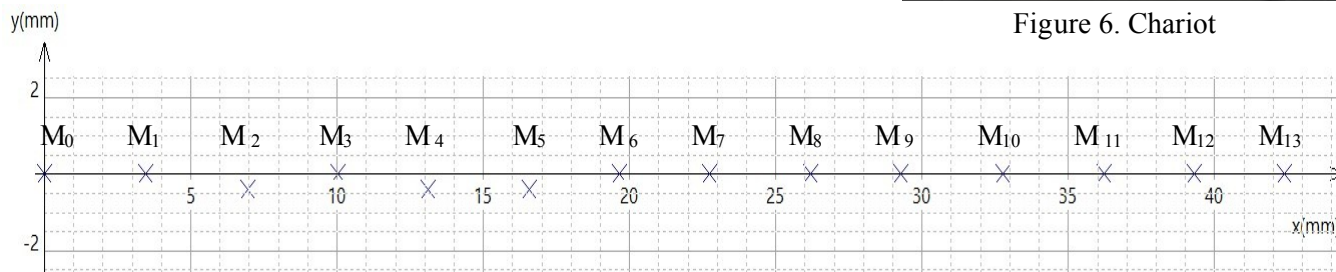 Figure 6. Chariot
y(mm)
2
M₀ M₁ M₂ M₃ M₄ M₅ M₆ M₇ M₈ M₉ M₁₀ M₁₁ M₁₂ M₁₃
5 10 15 20 25 30 35 40
x(mm)
-2